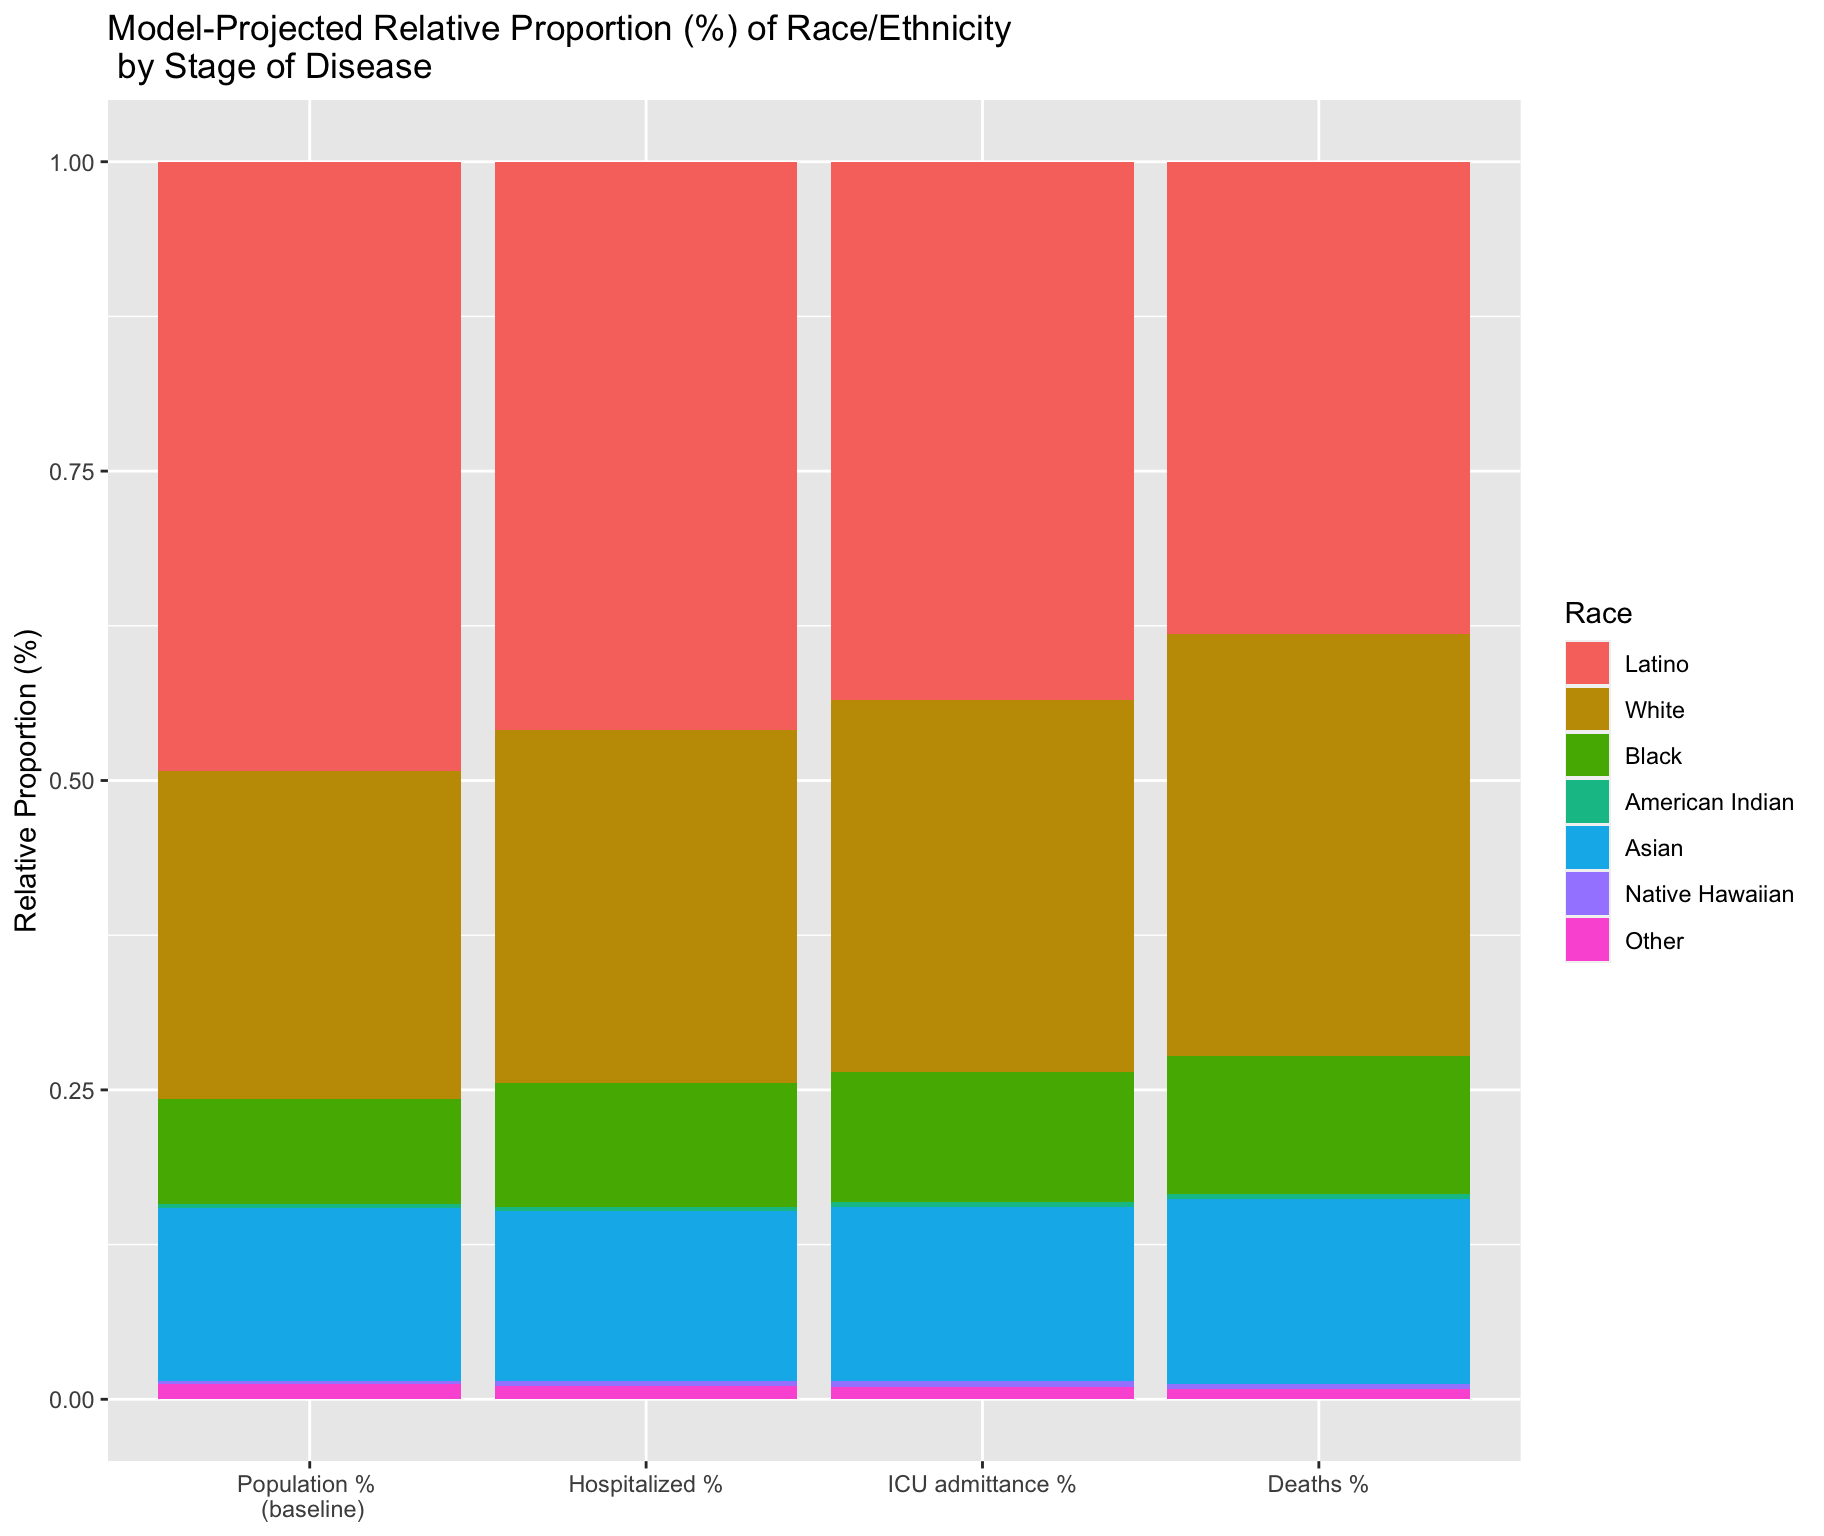 Model-Projected Relative Proportion (%) of Race/Ethnicity
by Stage of Disease
Relative Proportion (%)
1.00
0.75
0.50
0.25
0.00
Population %
(baseline)
Hospitalized %
ICU admittance %
Deaths %
Race
Latino
White
Black
American Indian
Asian
Native Hawaiian
Other